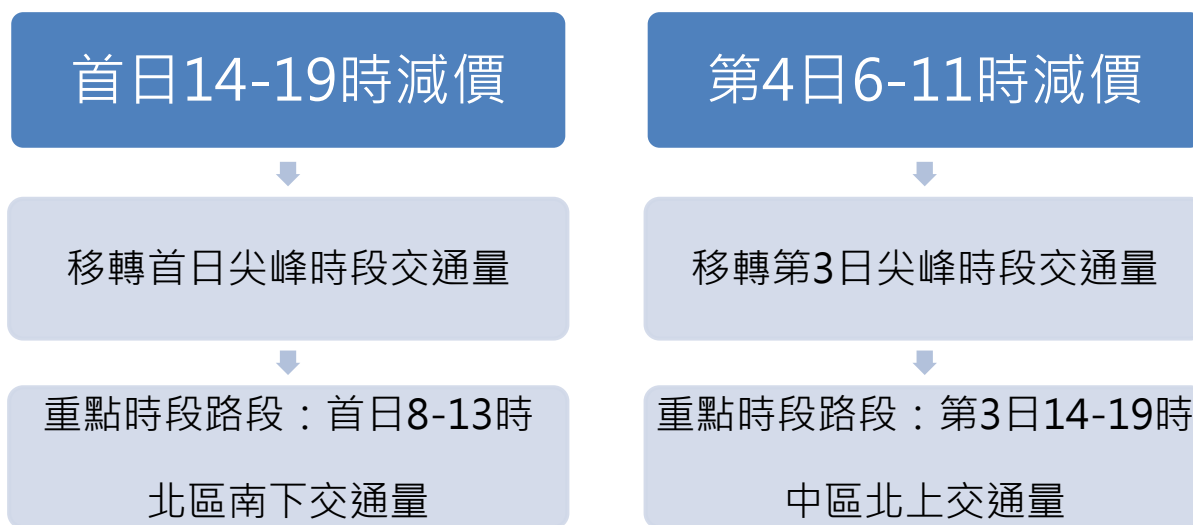 首日14-19時減價
移轉首日尖峰時段交通量
重點時段路段：首日8-13時
北區南下交通量
第4日6-11時減價
移轉第3日尖峰時段交通量
重點時段路段：第3日14-19時
中區北上交通量